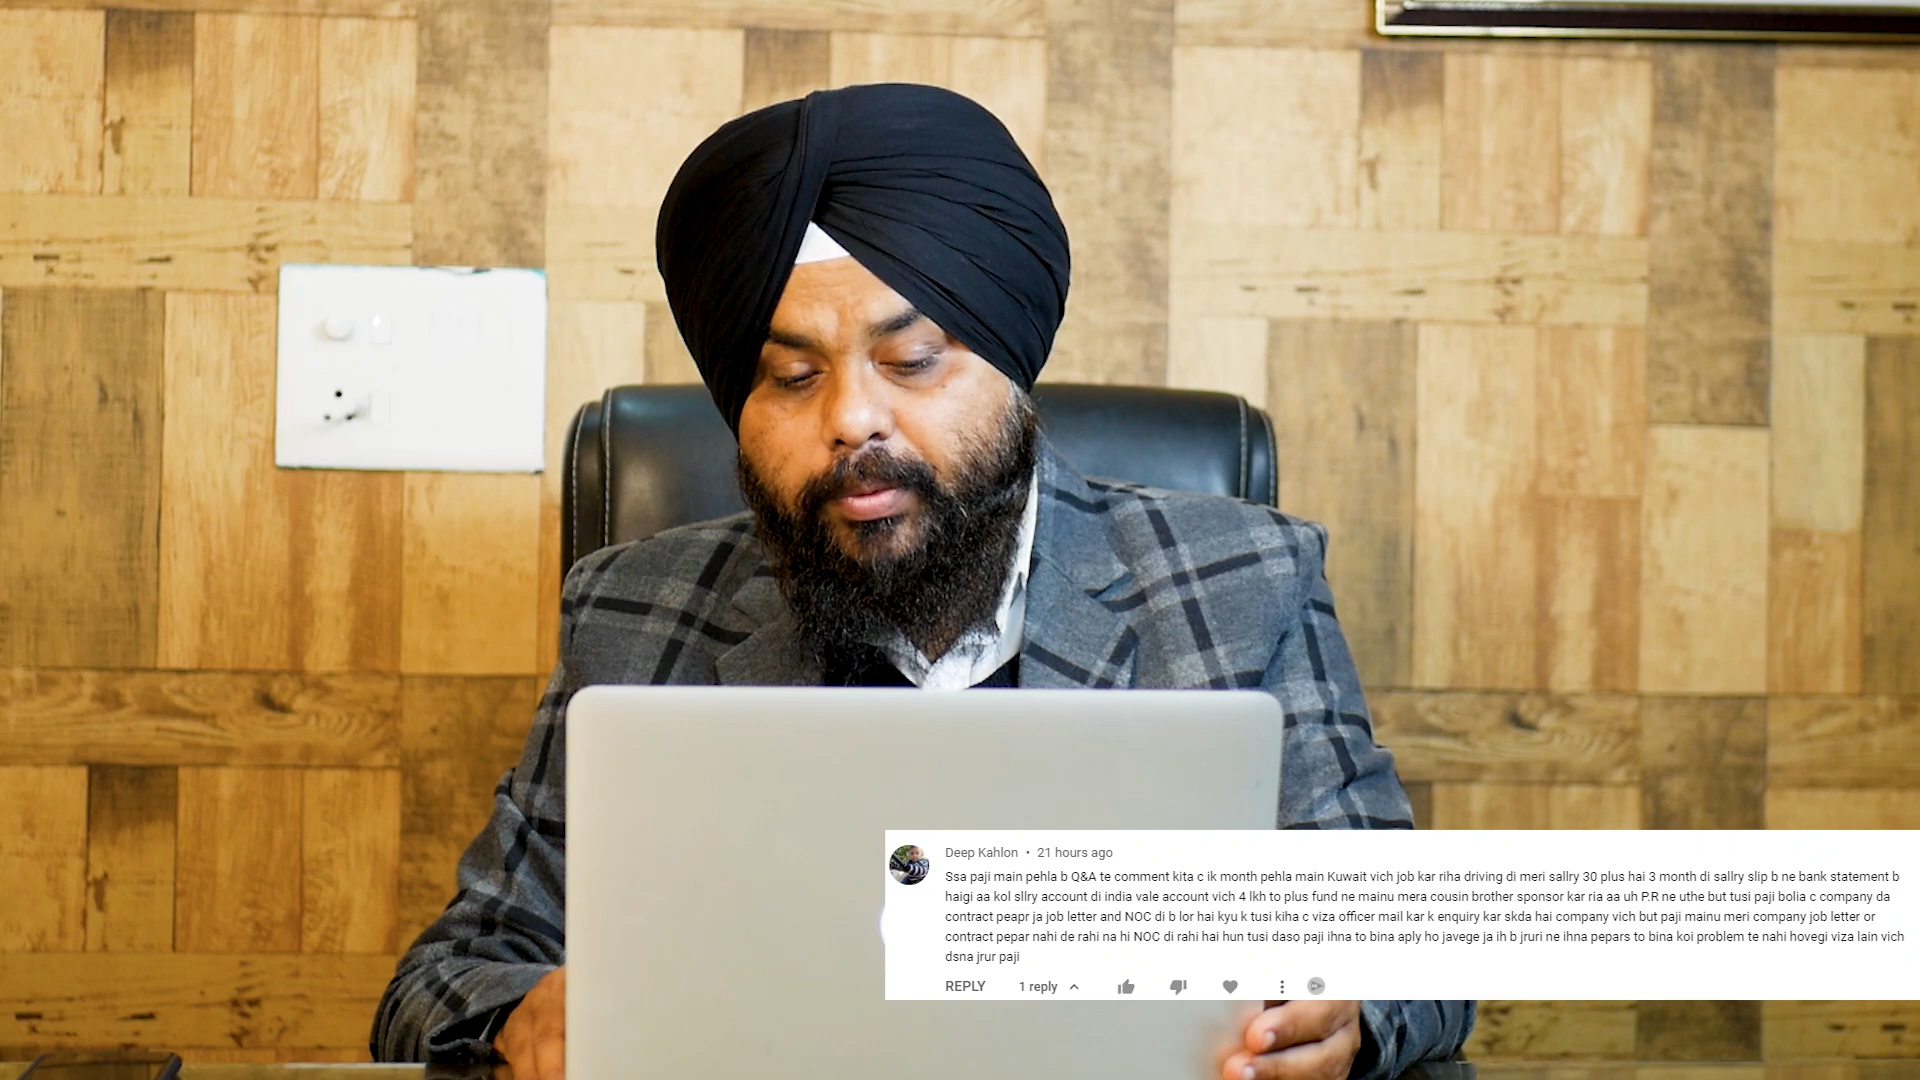 Deep Kahlon • 21 hours ago
Ssa paji main pehla b Q&A te comment kita c ik month pehla main Kuwait vich job kar riha driving di meri sallry 30 plus hai 3 month di sallry slip b ne bank statement b
haigi aa kol sllry account di india vale account vich 4 lkh to plus fund ne mainu mera cousin brother sponsor kar ria aa uh P.R ne uthe but tusi paji bolia c company da
contract peapr ja job letter and NOC di b lor hai kyu k tusi kiha c viza officer mail kar k enquiry kar skda hai company vich but paji mainu meri company job letter or
contract pepar nahi de rahi na hi NOC di rahi hai hun tusi daso paji ihna to bina aply ho javege ja ih b jruri ne ihna pepars to bina koi problem te nahi hovegi viza lain vich
dsna jrur paji
REPLY 1 reply